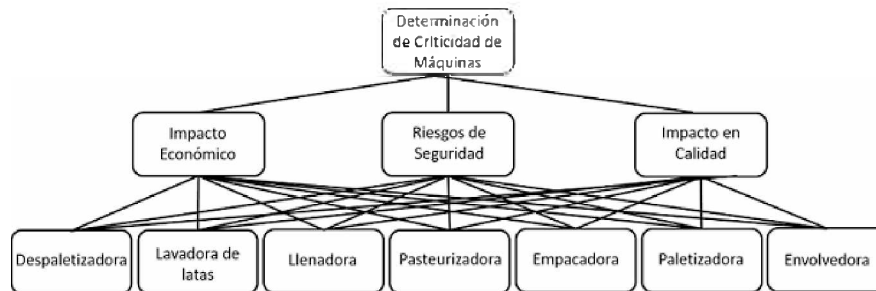 Determinación
de Criticidad de
Máquinas
Impacto
Económico
Riesgos de
Seguridad
Impacto en
Calidad
Despaletizadora
Lavadora de
latas
Llenadora
Pasteurizadora
Empacadora
Paletizadora
Envolvedora